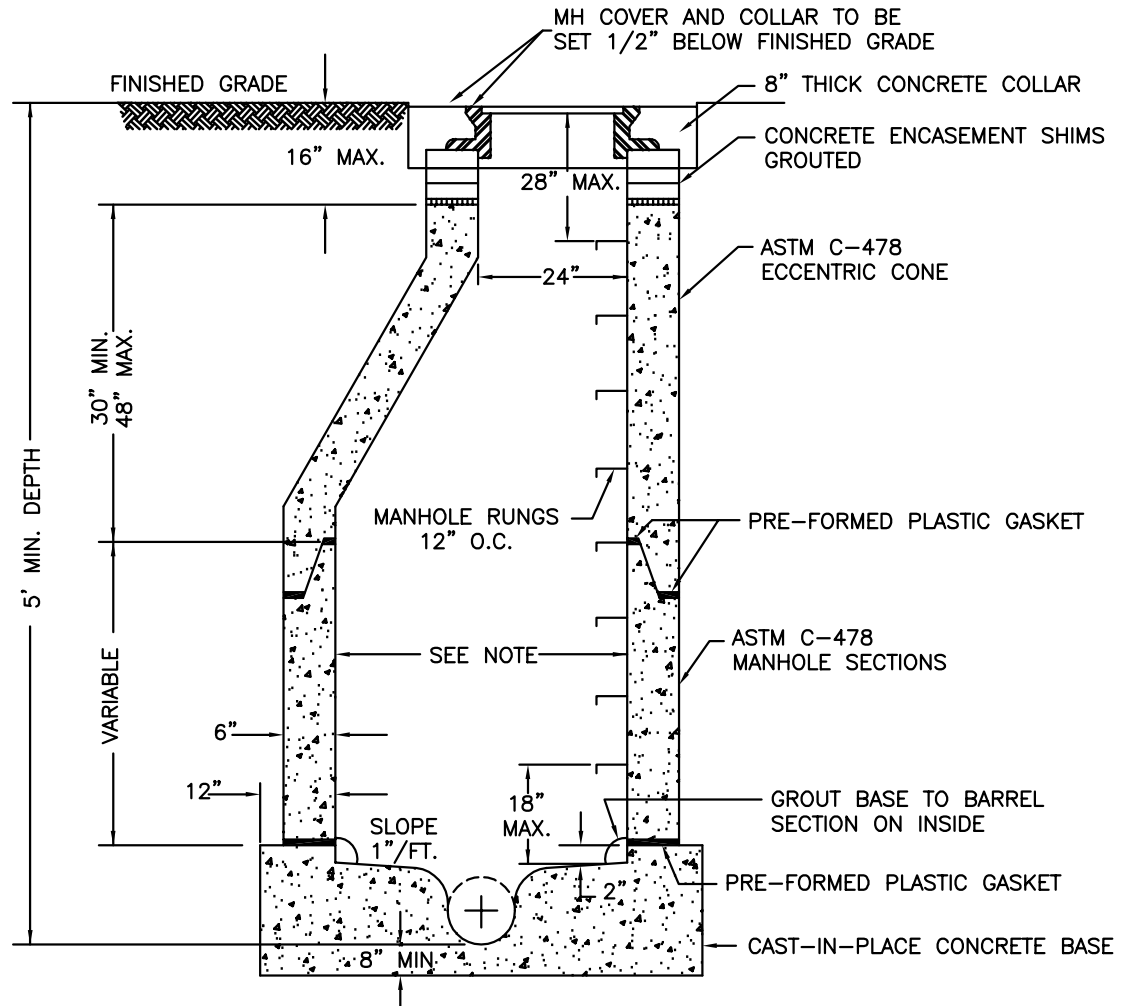 MH COVER AND COLLAR TO BE
SET 1/2" BELOW FINISHED GRADE
FINISHED GRADE
8" THICK CONCRETE COLLAR
CONCRETE ENCASEMENT SHIMS
GROUTED
16" MAX.
28" MAX.
ASTM C-478
ECCENTRIC CONE
24"
30" MIN.
48" MAX.
5' MIN. DEPTH
MANHOLE RUNGS
12" O.C.
PRE-FORMED PLASTIC GASKET
SEE NOTE
ASTM C-478
MANHOLE SECTIONS
VARIABLE
6"
12"
18"
MAX.
GROUT BASE TO BARREL
SECTION ON INSIDE
SLOPE
1"/FT.
2"
PRE-FORMED PLASTIC GASKET
8" MIN
CAST-IN-PLACE CONCRETE BASE